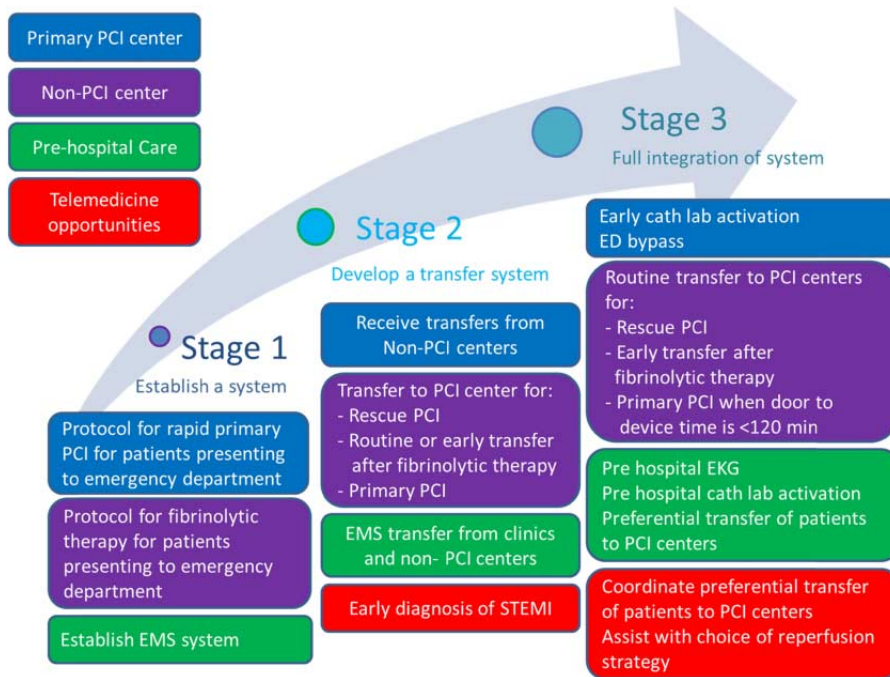 Primary PCI center
Non-PCI center
Pre-hospital Care
Telemedicine
opportunities
Stage 1
Establish a system
Protocol for rapid primary
PCI for patients presenting
to emergency department
Protocol for fibrinolytic
therapy for patients
presenting to emergency
department
Establish EMS system
Stage 2
Develop a transfer system
Receive transfers from
Non-PCI centers
Transfer to PCI center for:
- Rescue PCI
- Routine or early transfer
after fibrinolytic therapy
- Primary PCI
EMS transfer from clinics
and non- PCI centers
Early diagnosis of STEMI
Stage 3
Full integration of system
Early cath lab activation
ED bypass
Routine transfer to PCI centers
for:
- Rescue PCI
- Early transfer after
fibrinolytic therapy
- Primary PCI when door to
device time is <120 min
Pre hospital EKG
Pre hospital cath lab activation
Preferential transfer of patients
to PCI centers
Coordinate preferential transfer
of patients to PCI centers
Assist with choice of reperfusion
strategy